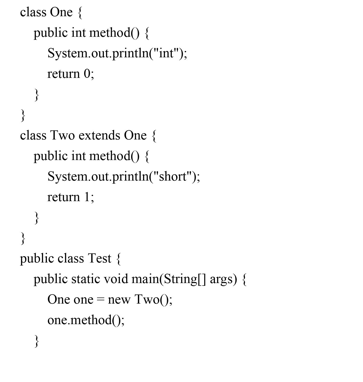 class One {
public int method() {
System.out.println("int");
return 0;
}
}
class Two extends One {
public int method() {
System.out.println("short");
return 1;
}
}
public class Test {
public static void main(String[] args) {
One one = new Two();
one.method();
}